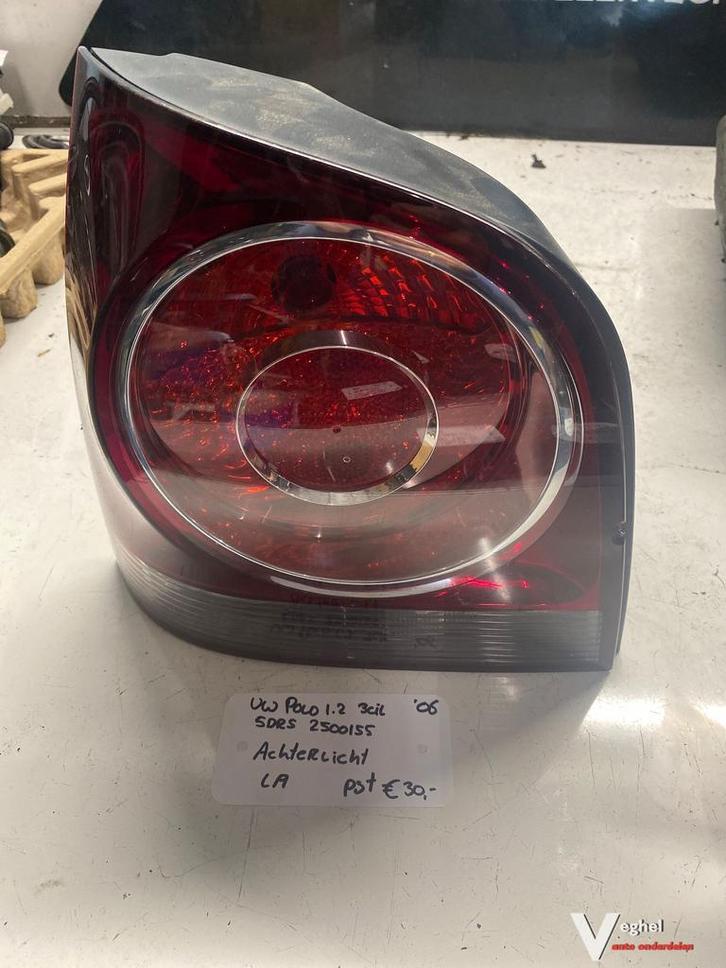 VW POLO 1.2 3cil '06
5DRS 2500155
AchteRlicht
LA pst €30,-
Veghel
auto onderdelen